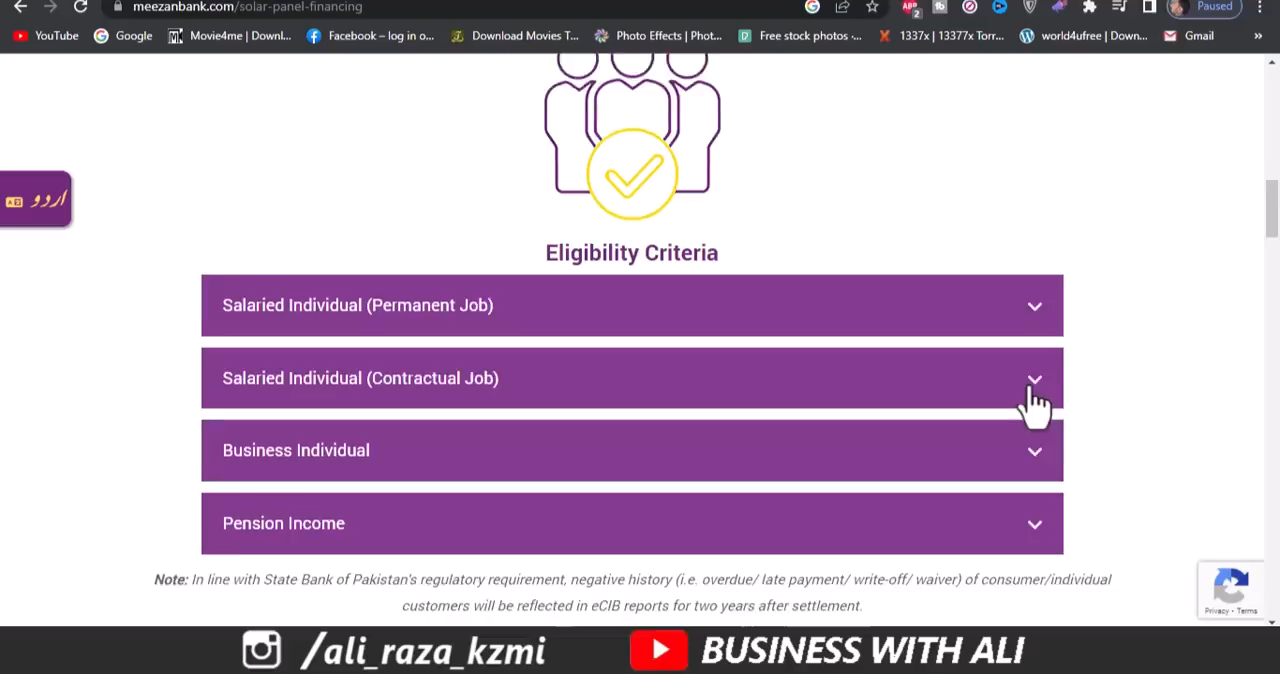 meezanbank.com/solar-panel-financing
Paused
ABP
2
YouTube
Google
Movie4me | Downl...
Facebook – log in o...
Download Movies T...
Photo Effects | Phot...
Free stock photos -...
1337x | 13377x Torr...
world4ufree | Down...
Gmail
»
اردو
Eligibility Criteria
Salaried Individual (Permanent Job)
Salaried Individual (Contractual Job)
Business Individual
Pension Income
Note: In line with State Bank of Pakistan's regulatory requirement, negative history (i.e. overdue/ late payment/ write-off/ waiver) of consumer/individual
customers will be reflected in eCIB reports for two years after settlement.
Privacy - Terms
/ali_raza_kzmi
BUSINESS WITH ALI